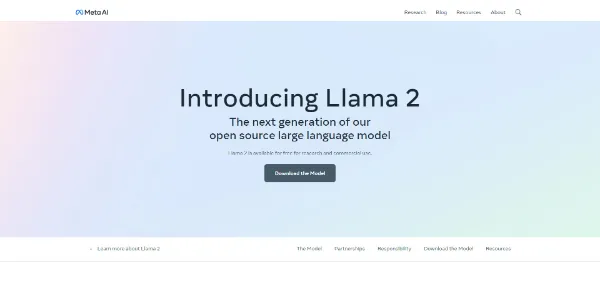 Meta AI
Research Blog Resources About
Introducing Llama 2
The next generation of our
open source large language model
Llama 2 is available for free for research and commercial use.
Download the Model
Learn more about Llama 2
The Model Partnerships Responsibility Download the Model Resources